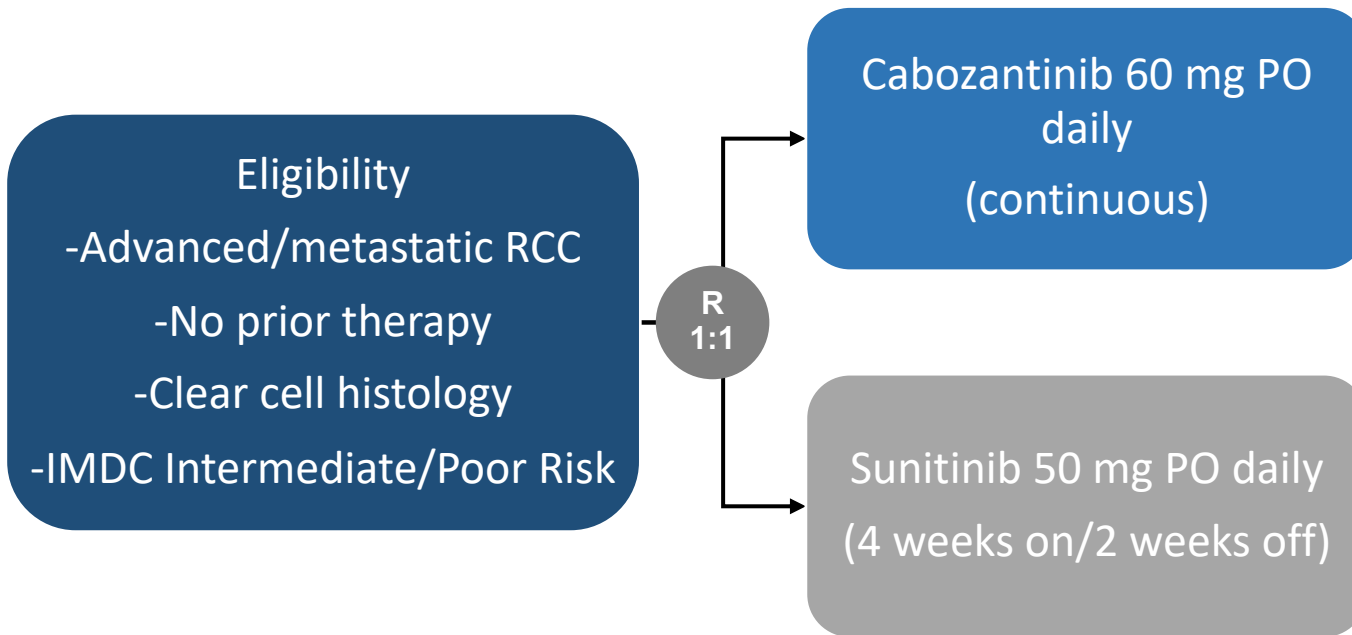 Eligibility
-Advanced/metastatic RCC
-No prior therapy
-Clear cell histology
-IMDC Intermediate/Poor Risk
R
1:1
Cabozantinib 60 mg PO
daily
(continuous)
Sunitinib 50 mg PO daily
(4 weeks on/2 weeks off)